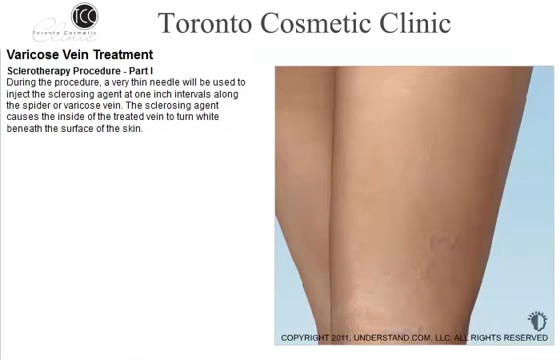 TCC
Toronto Cosmetic
Clinic
Toronto Cosmetic Clinic
Varicose Vein Treatment
Sclerotherapy Procedure - Part I
During the procedure, a very thin needle will be used to
inject the sclerosing agent at one inch intervals along
the spider or varicose vein. The sclerosing agent
causes the inside of the treated vein to turn white
beneath the surface of the skin.
COPYRIGHT 2011, UNDERSTAND.COM, LLC. ALL RIGHTS RESERVED